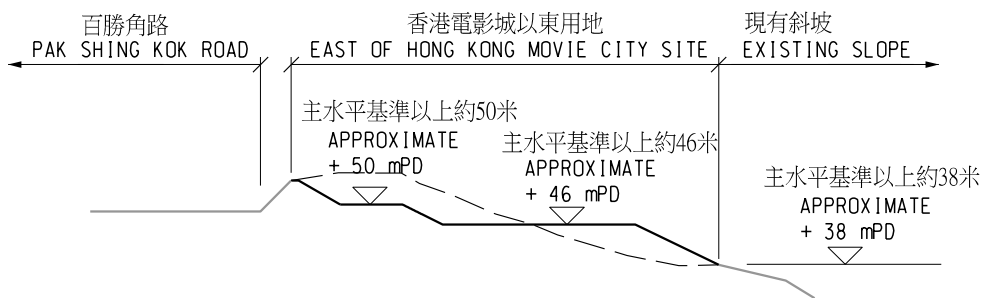 百勝角路
PAK SHING KOK ROAD
香港電影城以東用地
EAST OF HONG KONG MOVIE CITY SITE
現有斜坡
EXISTING SLOPE
主水平基準以上約50米
APPROXIMATE
+ 50 mPD
主水平基準以上約46米
APPROXIMATE
+ 46 mPD
主水平基準以上約38米
APPROXIMATE
+ 38 mPD